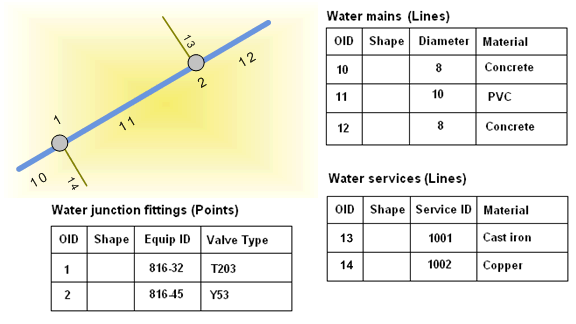 13
12
2
1
11
10
14
Water mains (Lines)
OID Shape Diameter Material
10 8 Concrete
11 10 PVC
12 8 Concrete
Water services (Lines)
OID Shape Service ID Material
13 1001 Cast iron
14 1002 Copper
Water junction fittings (Points)
OID Shape Equip ID Valve Type
1 816-32 T203
2 816-45 Y53